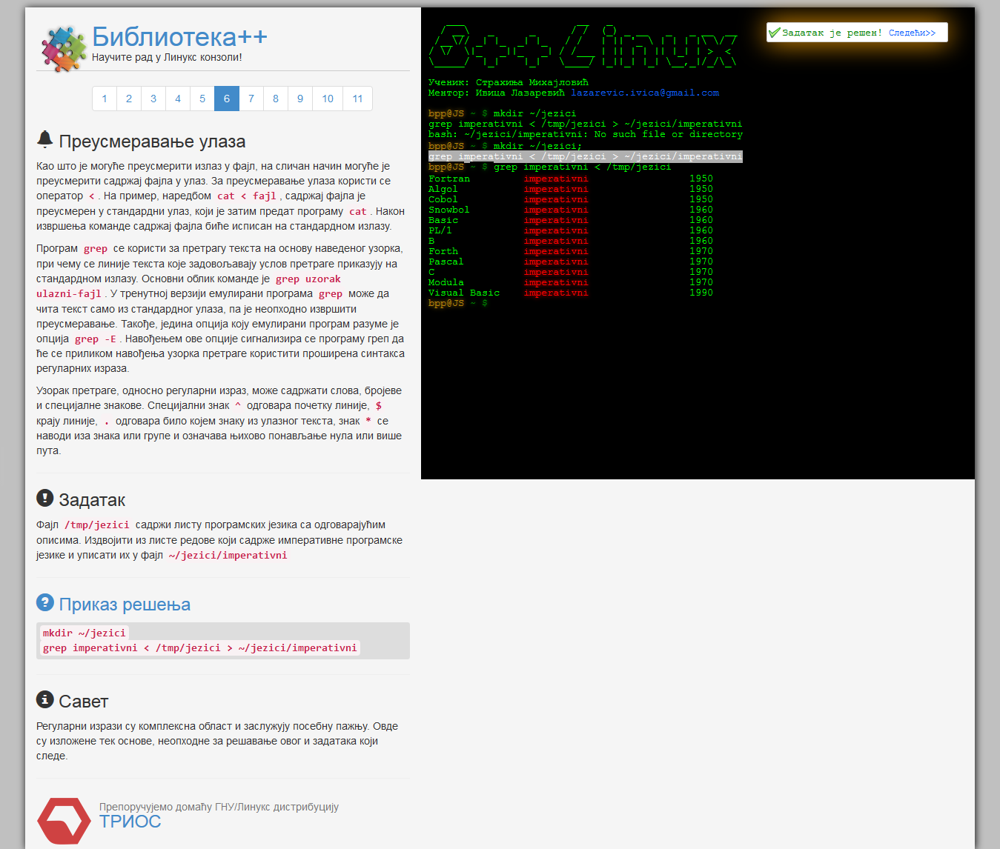 Библиотека++
Научите рад у Линукс конзоли!
1 2 3 4 5 6 7 8 9 10 11
Преусмеравање улаза
Као што је могуће преусмерити излаз у фајл, на сличан начин могуће је
преусмерити садржај фајла у улаз. За преусмеравање улаза користи се
оператор < . На пример, наредбом cat < fajl , садржај фајла је
преусмерен у стандардни улаз, који је затим предат програму cat . Након
извршења команде садржај фајла биће исписан на стандардном излазу.
Програм grep се користи за претрагу текста на основу наведеног узорка,
при чему се линије текста које задовољавају услов претраге приказују на
стандардном излазу. Основни облик команде је grep uzorak
ulazni-fajl . У тренутној верзији емулирани програма grep може да
чита текст само из стандардног улаза, па је неопходно извршити
преусмеравање. Такође, једина опција коју емулирани програм разуме је
опција grep -E . Навођењем ове опције сигнализира се програму греп да
ће се приликом навођења узорка претраге користити проширена синтакса
регуларних израза.
Узорак претраге, односно регуларни израз, може садржати слова, бројеве
и специјалне знакове. Специјални знак ^ одговара почетку линије, $
крају линије, . одговара било којем знаку из улазног текста, знак * се
наводи иза знака или групе и означава њихово понављање нула или више
пута.
Задатак
Фајл /tmp/jezici садржи листу програмских језика са одговарајућим
описима. Издвојити из листе редове који садрже императивне програмске
језике и уписати их у фајл ~/jezici/imperativni
Приказ решења
mkdir ~/jezici
grep imperativni < /tmp/jezici > ~/jezici/imperativni
Савет
Регуларни изрази су комплексна област и заслужују посебну пажњу. Овде
су изложене тек основе, неопходне за решавање овог и задатака који
следе.
Препоручујемо домаћу ГНУ/Линукс дистрибуцију
ТРИОС
B++/Linux
Задатак је решен! Следећи>>
Ученик: Страхиња Михајловић
Ментор: Ивица Лазаревић lazarevic.ivica@gmail.com
bpp@JS ~ $ mkdir ~/jezici
grep imperativni < /tmp/jezici > ~/jezici/imperativni
bash: ~/jezici/imperativni: No such file or directory
bpp@JS ~ $ mkdir ~/jezici;
grep imperativni < /tmp/jezici > ~/jezici/imperativni
bpp@JS ~ $ grep imperativni < /tmp/jezici
Fortran imperativni 1950
Algol imperativni 1950
Cobol imperativni 1950
Snowbol imperativni 1960
Basic imperativni 1960
PL/1 imperativni 1960
B imperativni 1960
Forth imperativni 1970
Pascal imperativni 1970
C imperativni 1970
Modula imperativni 1970
Visual Basic imperativni 1990
bpp@JS ~ $